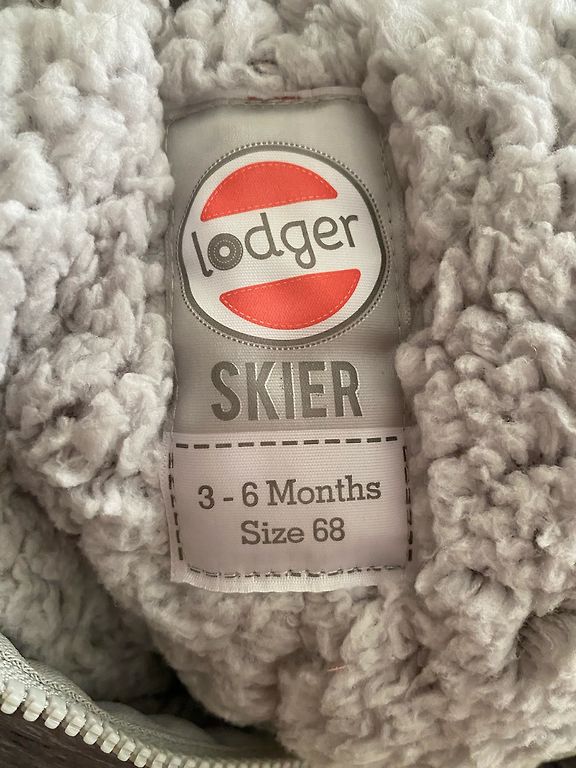 lodger
SKIER
3 - 6 Months
Size 68